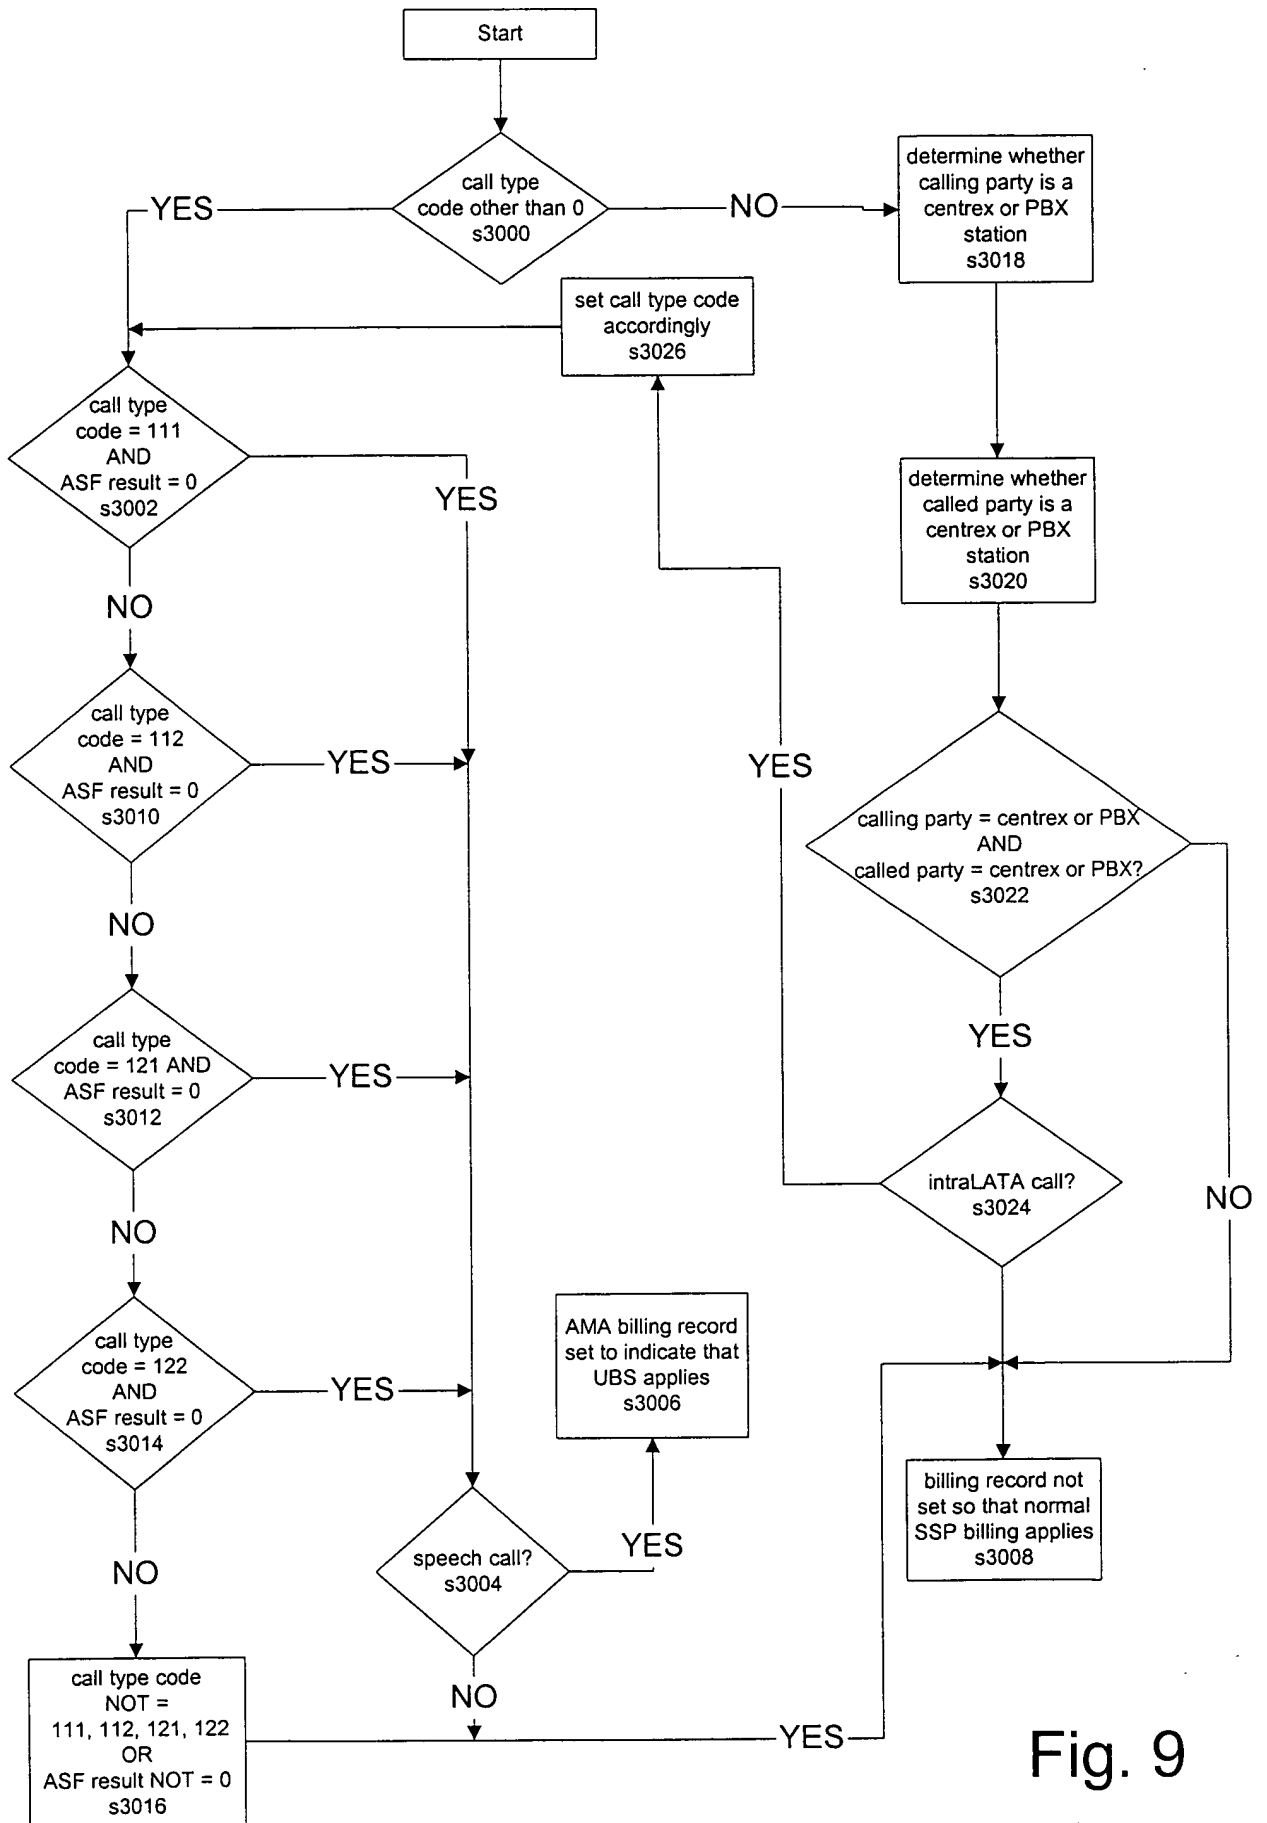 Start
call type
code other than 0
s3000
YES
NO
determine whether
calling party is a
centrex or PBX
station
s3018
set call type code
accordingly
s3026
call type
code = 111
AND
ASF result = 0
s3002
YES
determine whether
called party is a
centrex or PBX
station
s3020
NO
call type
code = 112
AND
ASF result = 0
s3010
YES
YES
calling party = centrex or PBX
AND
called party = centrex or PBX?
s3022
NO
YES
call type
code = 121 AND
ASF result = 0
s3012
YES
intraLATA call?
s3024
NO
NO
call type
code = 122
AND
ASF result = 0
s3014
YES
AMA billing record
set to indicate that
UBS applies
s3006
billing record not
set so that normal
SSP billing applies
s3008
YES
speech call?
s3004
NO
NO
call type code
NOT =
111, 112, 121, 122
OR
ASF result NOT = 0
s3016
YES
Fig. 9